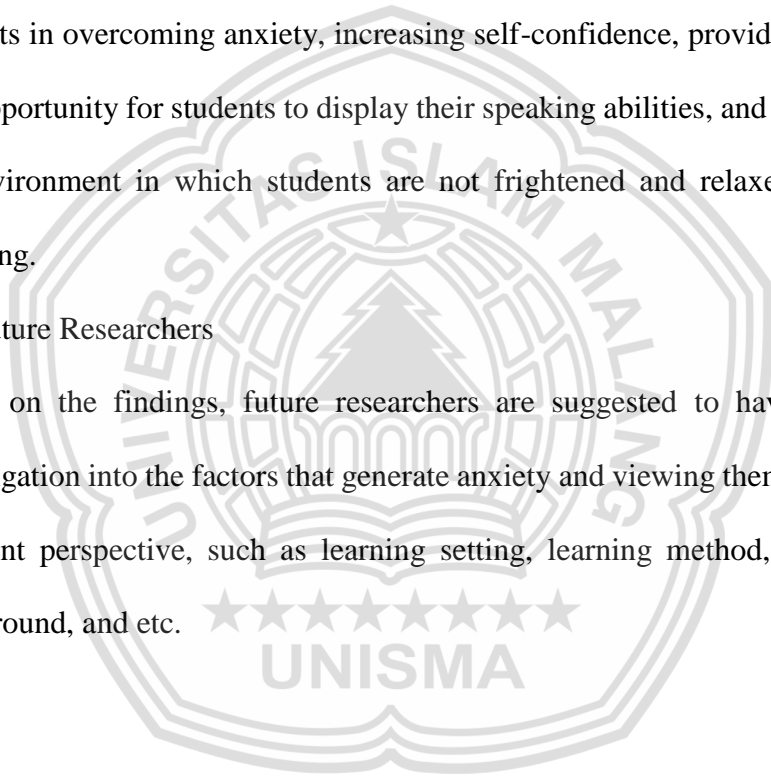 ts in overcoming anxiety, increasing self-confidence, provid
pportunity for students to display their speaking abilities, and
vironment in which students are not frightened and relaxe
ng.
uture Researchers
on the findings, future researchers are suggested to hav
igation into the factors that generate anxiety and viewing them
nt perspective, such as learning setting, learning method,
round, and etc.
UNIVERSITAS ISLAM MALANG
UNISMA